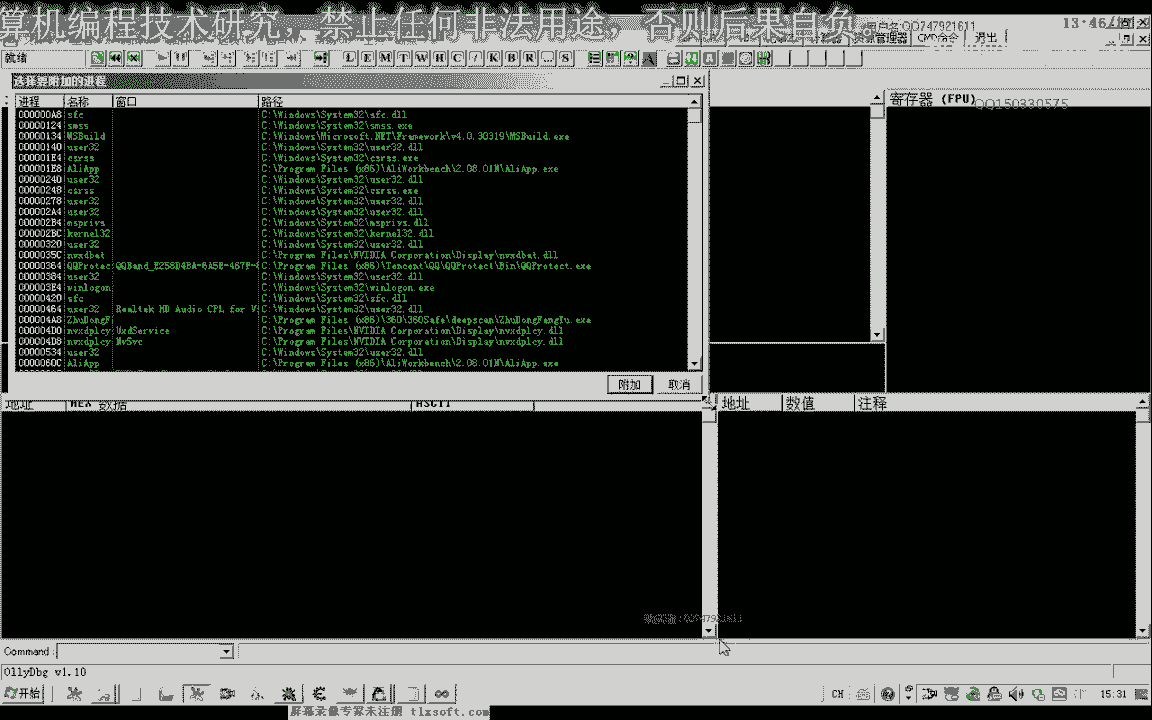 算机编程技术研究，禁止任何非法用途，否则后果自负。
QQ747921611
13:46
资源管理器 CMD命令 退出
就绪
L E M T W H C / K B R ... S
选择要附加的进程
进程 名称 窗口 路径
000000A8 sfc C:\Windows\System32\sfc.dll
00000124 smss C:\Windows\System32\smss.exe
00000134 MSBuild C:\Windows\Microsoft.NET\Framework\v4.0.30319\MSBuild.exe
00000140 user32 C:\Windows\System32\user32.dll
000001E4 csrss C:\Windows\System32\csrss.exe
000001E8 AliApp C:\Program Files (x86)\AliWorkbench\2.08.01N\AliApp.exe
00000240 user32 C:\Windows\System32\user32.dll
00000248 csrss C:\Windows\System32\csrss.exe
00000278 user32 C:\Windows\System32\user32.dll
000002A4 user32 C:\Windows\System32\user32.dll
000002B4 msprivs C:\Windows\System32\msprivs.dll
000002BC kernel32 C:\Windows\System32\kernel32.dll
00000320 user32 C:\Windows\System32\user32.dll
0000035C nvxdbat C:\Program Files\NVIDIA Corporation\Display\nvxdbat.dll
00000364 QQProtec C:\Program Files (x86)\Tencent\QQ\QQProtect\Bin\QQProtect.exe
00000384 user32 C:\Windows\System32\user32.dll
000003E4 winlogon C:\Windows\System32\winlogon.exe
00000420 sfc C:\Windows\System32\sfc.dll
00000464 user32 Realtek HD Audio CPL for V C:\Windows\System32\user32.dll
000004A8 ZhuDongF C:\Program Files (x86)\360\360Safe\deepscan\ZhuDongFangYu.exe
000004D0 nvxdplcy UxdService C:\Program Files\NVIDIA Corporation\Display\nvxdplcy.dll
000004D8 nvxdplcy NvSvc C:\Program Files\NVIDIA Corporation\Display\nvxdplcy.dll
00000534 user32 C:\Windows\System32\user32.dll
0000060C AliApp C:\Program Files (x86)\AliWorkbench\2.08.01N\AliApp.exe
附加 取消
寄存器 (FPU)
QQ150330575
地址 HEX 数据 ASCII
地址 数值 注释
Command :
OllyDbg v1.10
开始
CH
15:31
屏幕录像专家未注册 tlxsoft.com